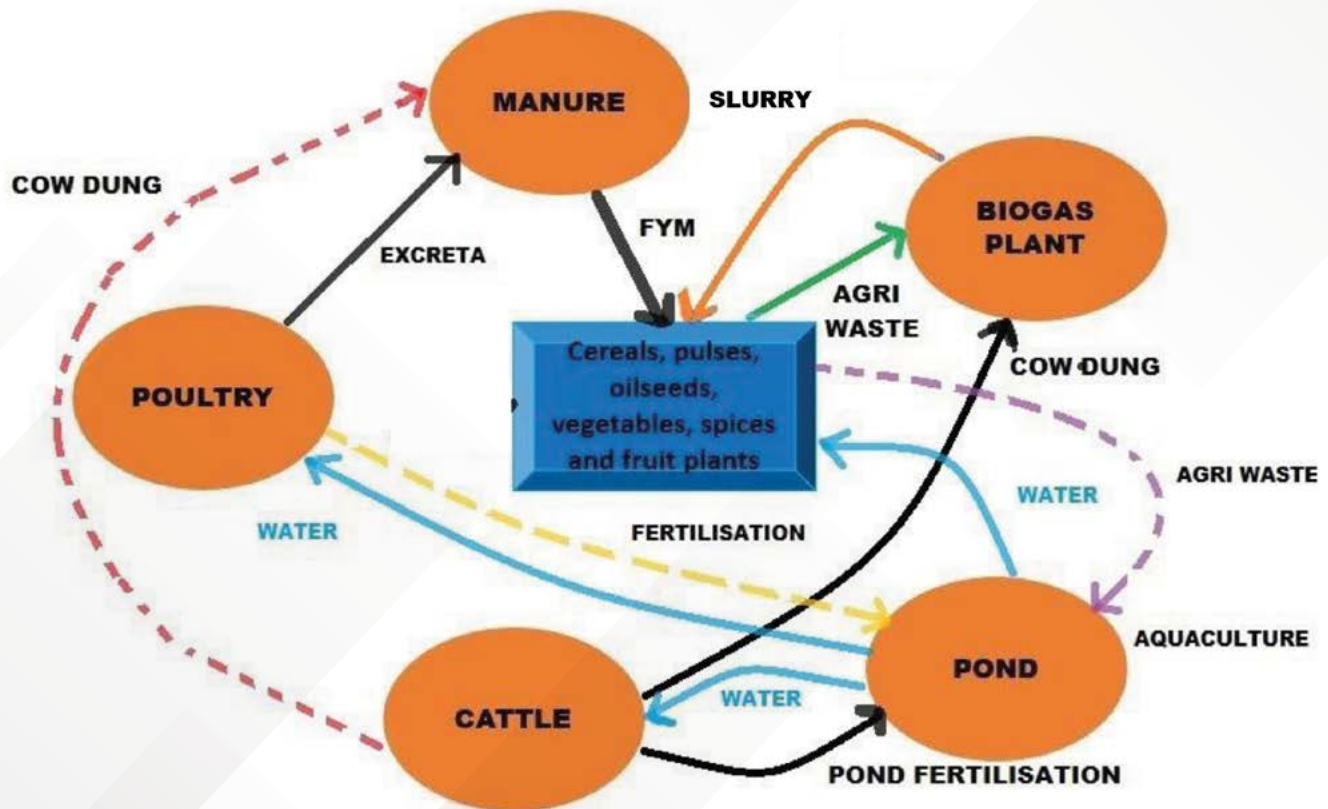 MANURE
SLURRY
COW DUNG
EXCRETA
FYM
BIOGAS
PLANT
AGRI
WASTE
Cereals, pulses,
oilseeds,
vegetables, spices
and fruit plants
COW DUNG
POULTRY
AGRI WASTE
WATER
WATER
FERTILISATION
AQUACULTURE
POND
WATER
CATTLE
POND FERTILISATION